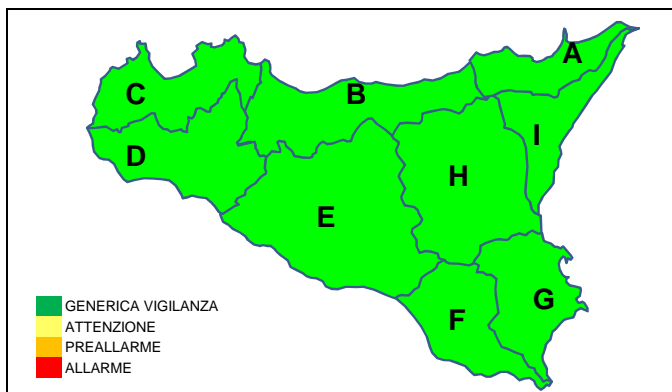 A
C
B
I
D
H
E
G
F
GENERICA VIGILANZA
ATTENZIONE
PREALLARME
ALLARME